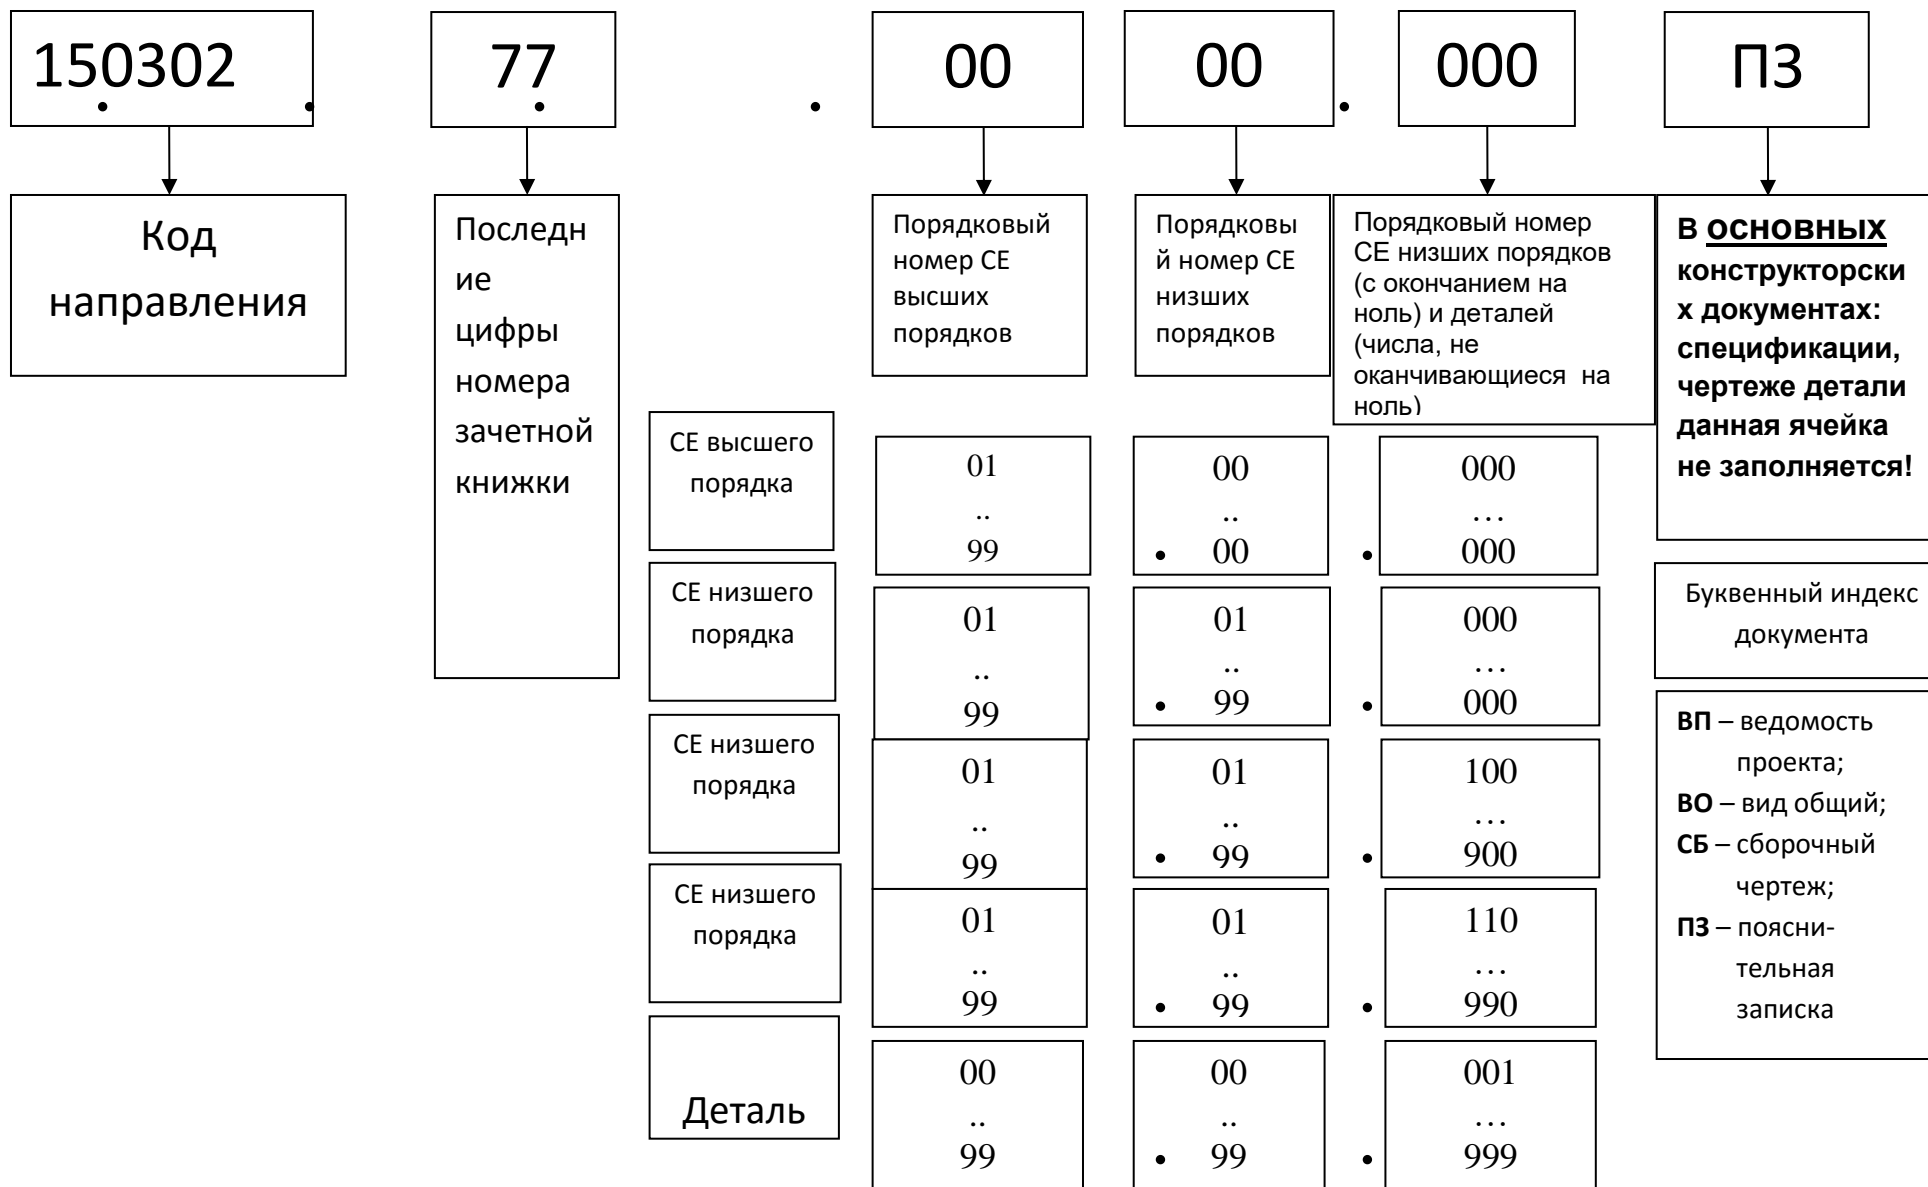 150302
77
00
00
000
ПЗ
Код
направления
Последн
ие
цифры
номера
зачетной
книжки
Порядковый
номер СЕ
высших
порядков
Порядковы
й номер СЕ
низших
порядков
Порядковый номер
СЕ низших порядков
(с окончанием на
ноль) и деталей
(числа, не
оканчивающиеся на
ноль)
В основных
конструкторски
х документах:
спецификации,
чертеже детали
данная ячейка
не заполняется!
СЕ высшего
порядка
01
..
99
00
..
00
000
…
000
СЕ низшего
порядка
01
..
99
01
..
99
000
…
000
СЕ низшего
порядка
01
..
99
01
..
99
100
…
900
СЕ низшего
порядка
01
..
99
01
..
99
110
…
990
Деталь
00
..
99
00
..
99
001
…
999
Буквенный индекс
документа
ВП – ведомость
проекта;
ВО – вид общий;
СБ – сборочный
чертеж;
ПЗ – поясни-
тельная
записка